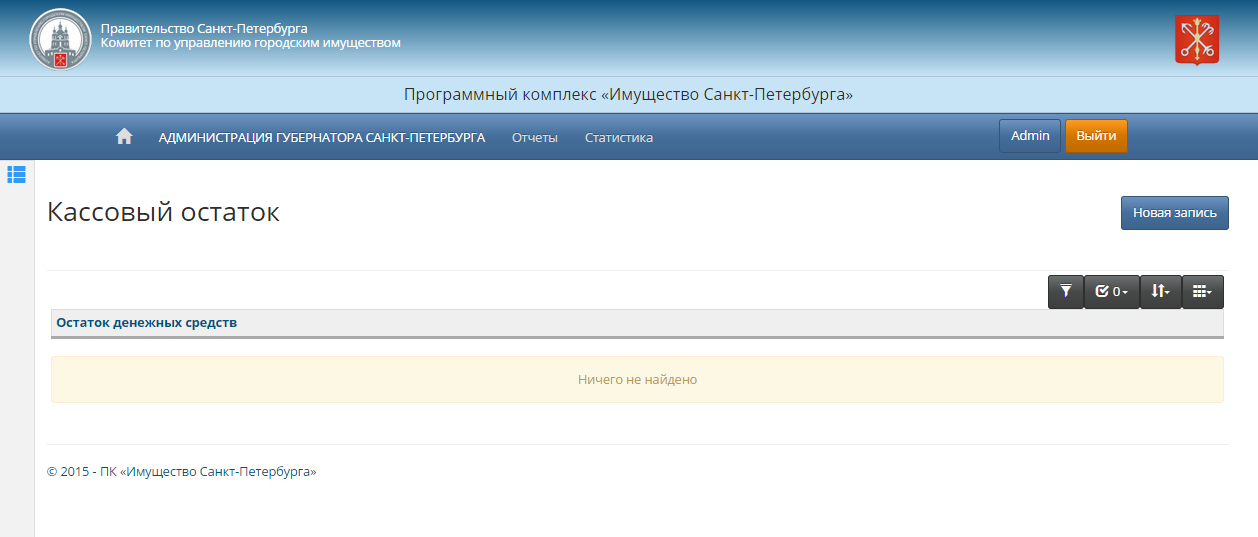 Правительство Санкт-Петербурга
Комитет по управлению городским имуществом
Программный комплекс «Имущество Санкт-Петербурга»
АДМИНИСТРАЦИЯ ГУБЕРНАТОРА САНКТ-ПЕТЕРБУРГА Отчеты Статистика Admin Выйти
Кассовый остаток Новая запись
0
Остаток денежных средств
Ничего не найдено
© 2015 - ПК «Имущество Санкт-Петербурга»